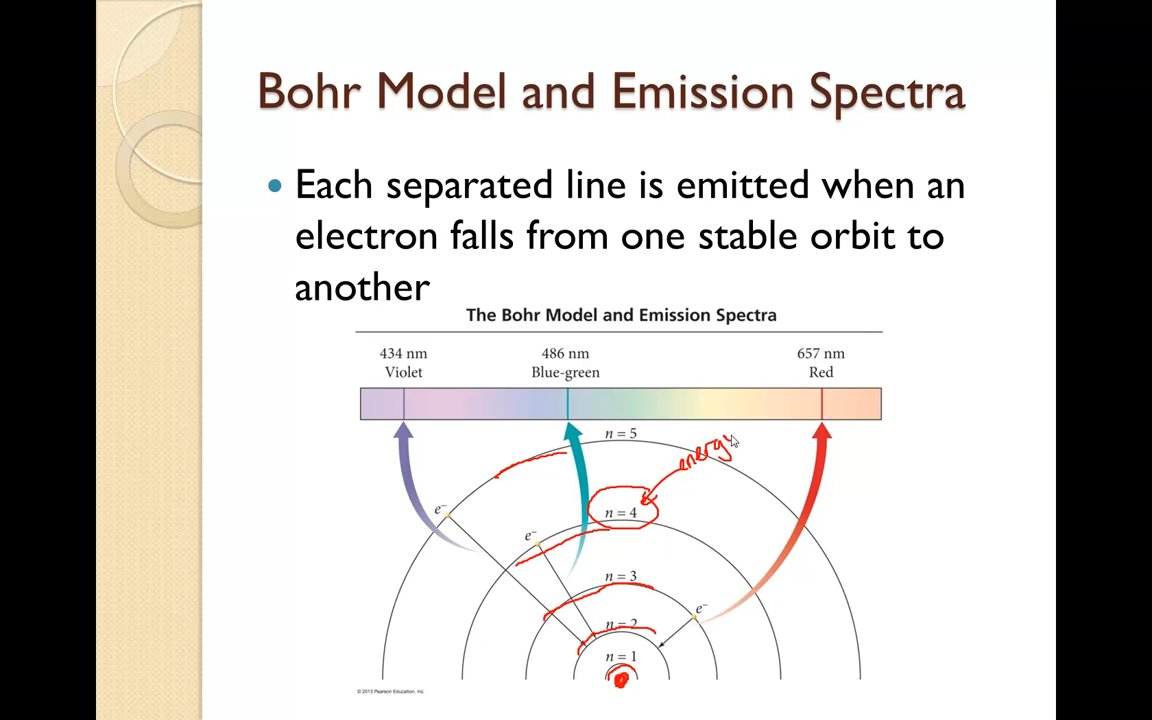 Bohr Model and Emission Spectra
• Each separated line is emitted when an
electron falls from one stable orbit to
another
The Bohr Model and Emission Spectra
434 nm
Violet
486 nm
Blue-green
657 nm
Red
n = 5
energy
e⁻
n = 4
e⁻
n = 3
e⁻
n = 2
n = 1
© 2013 Pearson Education, Inc.